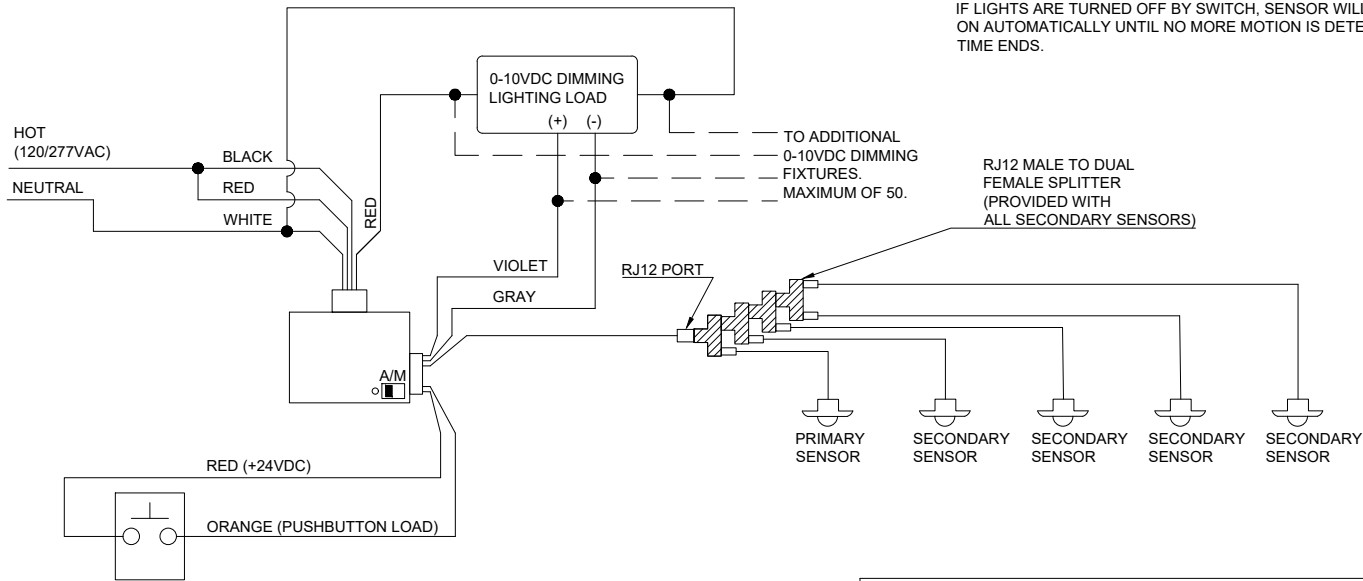 IF LIGHTS ARE TURNED OFF BY SWITCH, SENSOR WILL
ON AUTOMATICALLY UNTIL NO MORE MOTION IS DETE
TIME ENDS.
0-10VDC DIMMING
LIGHTING LOAD
(+) (-)
HOT
(120/277VAC)
NEUTRAL
BLACK
RED
WHITE
RED
TO ADDITIONAL
0-10VDC DIMMING
FIXTURES.
MAXIMUM OF 50.
RJ12 MALE TO DUAL
FEMALE SPLITTER
(PROVIDED WITH
ALL SECONDARY SENSORS)
VIOLET
GRAY
RJ12 PORT
A/M
PRIMARY
SENSOR
SECONDARY
SENSOR
SECONDARY
SENSOR
SECONDARY
SENSOR
SECONDARY
SENSOR
RED (+24VDC)
ORANGE (PUSHBUTTON LOAD)